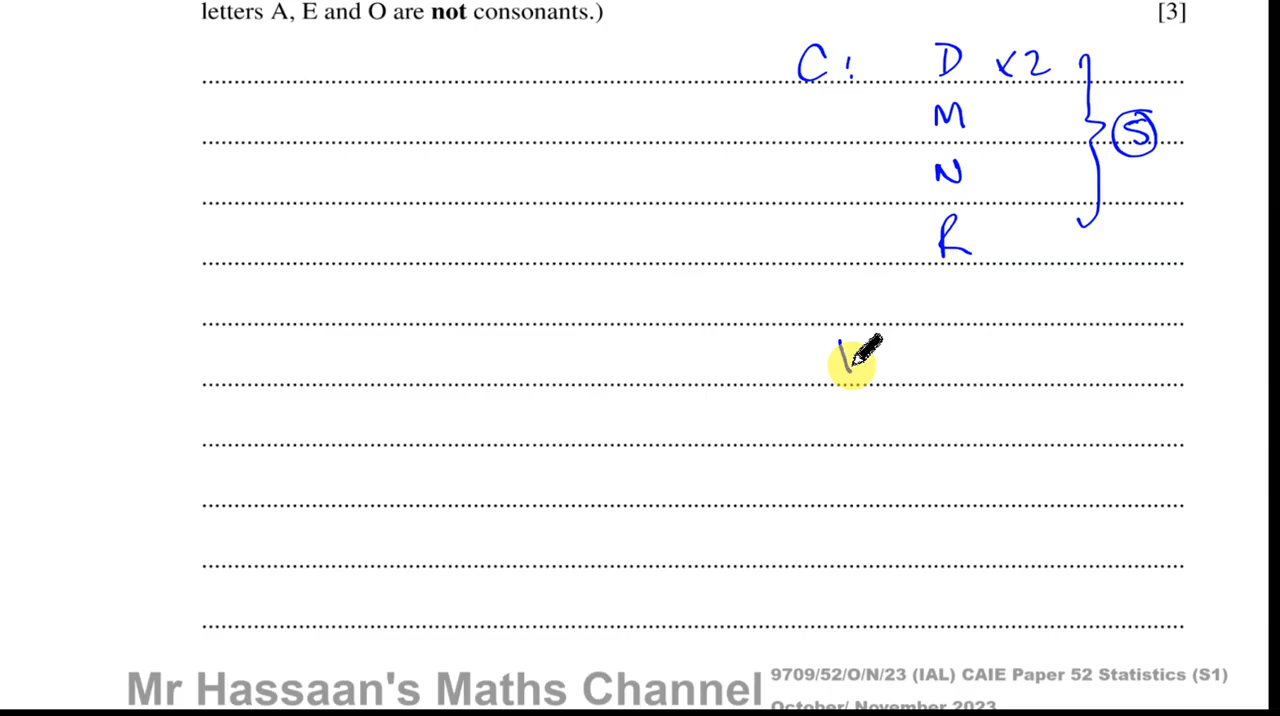 letters A, E and O are not consonants.) [3]
C: D x2
M
N
R
5
Mr Hassaan's Maths Channel
9709/52/O/N/23 (IAL) CAIE Paper 52 Statistics (S1)
October/ November 2023